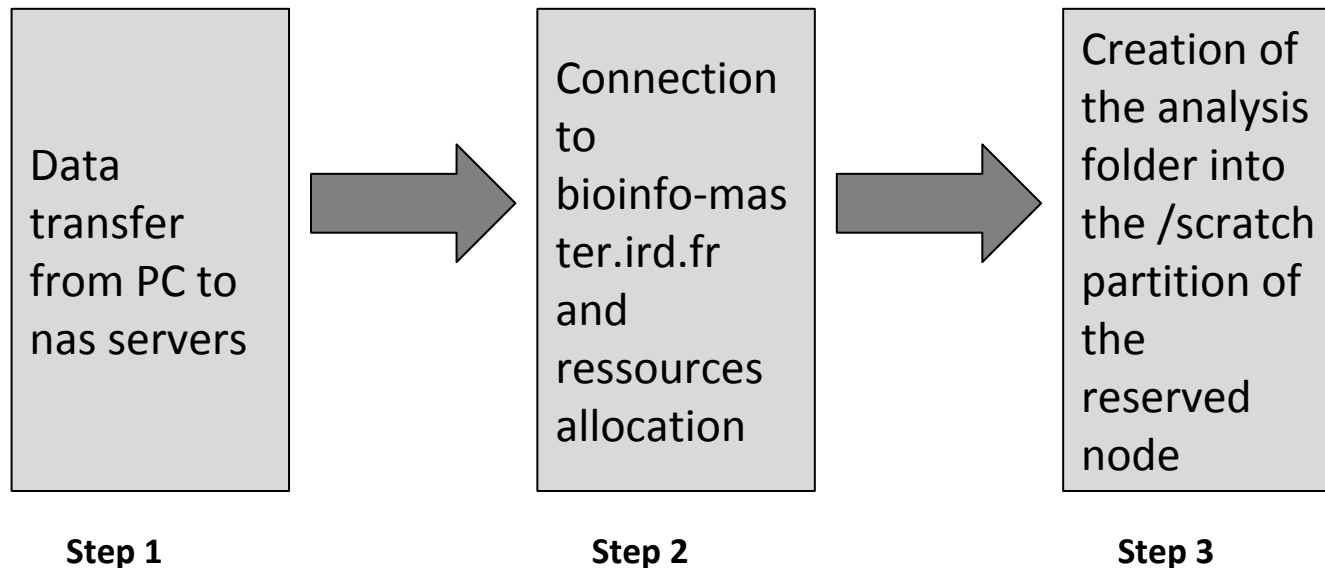 Data
transfer
from PC to
nas servers
Connection
to
bioinfo-mas
ter.ird.fr
and
ressources
allocation
Creation of
the analysis
folder into
the /scratch
partition of
the
reserved
node
Step 1
Step 2
Step 3